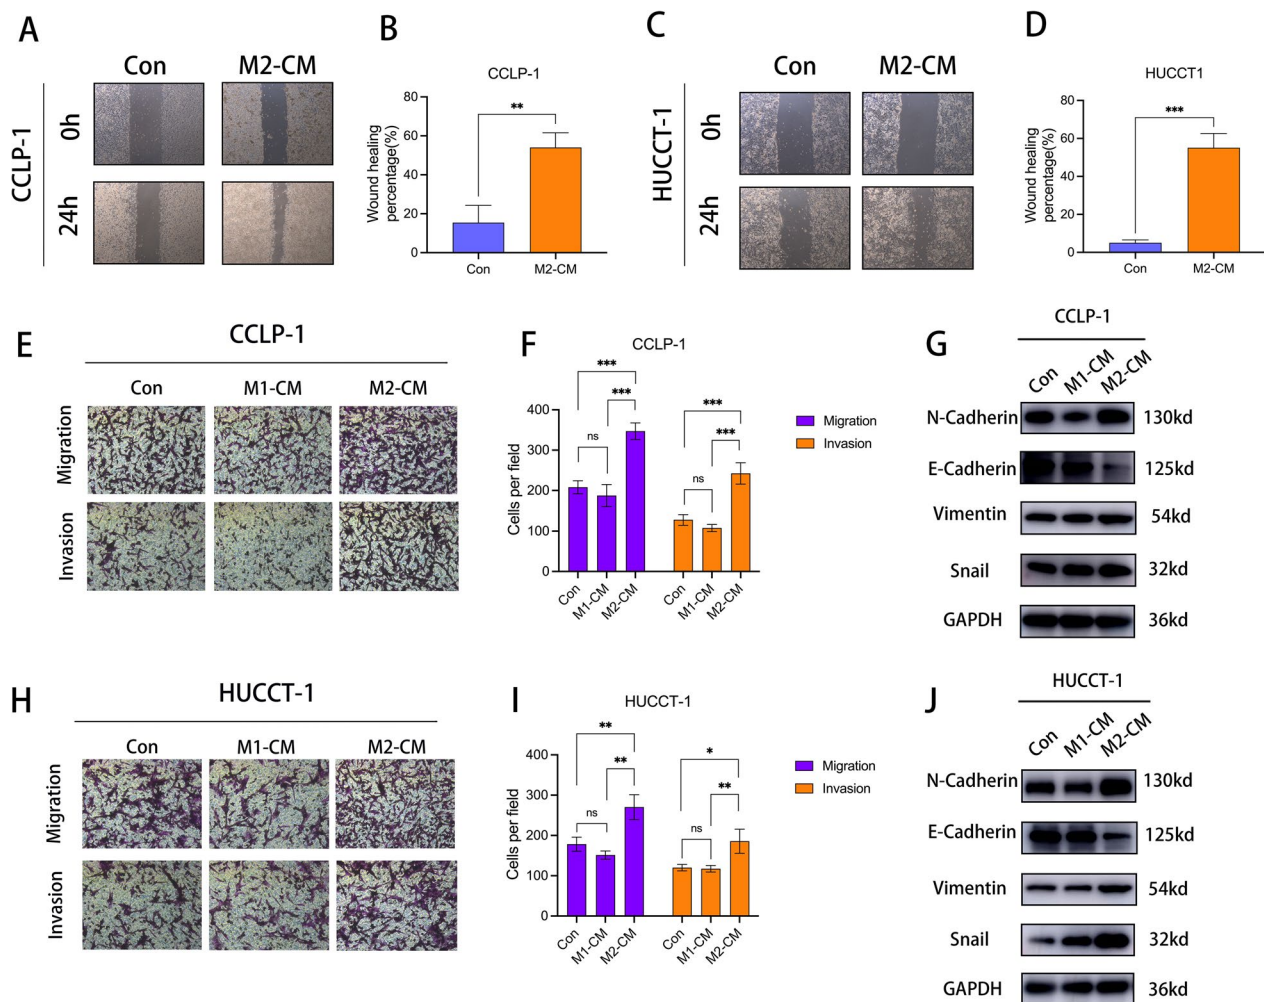 A
Con
M2-CM
CCLP-1
0h
24h
B
CCLP-1
Wound healing
percentage(%)
80
60
40
20
0
**
Con
M2-CM
C
Con
M2-CM
HUCCT-1
0h
24h
D
HUCCT1
Wound healing
percentage(%)
80
60
40
20
0
***
Con
M2-CM
E
CCLP-1
Con
M1-CM
M2-CM
Migration
Invasion
F
CCLP-1
Cells per field
400
300
200
100
0
***
***
ns
***
***
ns
Con
M1-CM
M2-CM
Con
M1-CM
M2-CM
Migration
Invasion
G
CCLP-1
Con
M1-CM
M2-CM
N-Cadherin
130kd
E-Cadherin
125kd
Vimentin
54kd
Snail
32kd
GAPDH
36kd
H
HUCCT-1
Con
M1-CM
M2-CM
Migration
Invasion
I
HUCCT-1
Cells per field
400
300
200
100
0
**
**
ns
*
**
ns
Con
M1-CM
M2-CM
Con
M1-CM
M2-CM
Migration
Invasion
J
HUCCT-1
Con
M1-CM
M2-CM
N-Cadherin
130kd
E-Cadherin
125kd
Vimentin
54kd
Snail
32kd
GAPDH
36kd